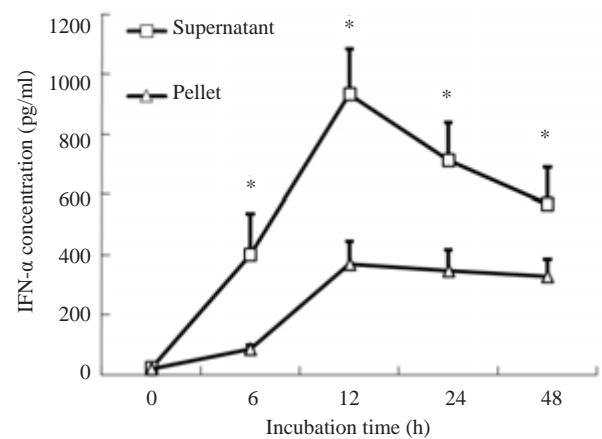 1200
1000
800
600
400
200
0
IFN-α concentration (pg/ml)
Supernatant
Pellet
*
*
*
*
0 6 12 24 48
Incubation time (h)